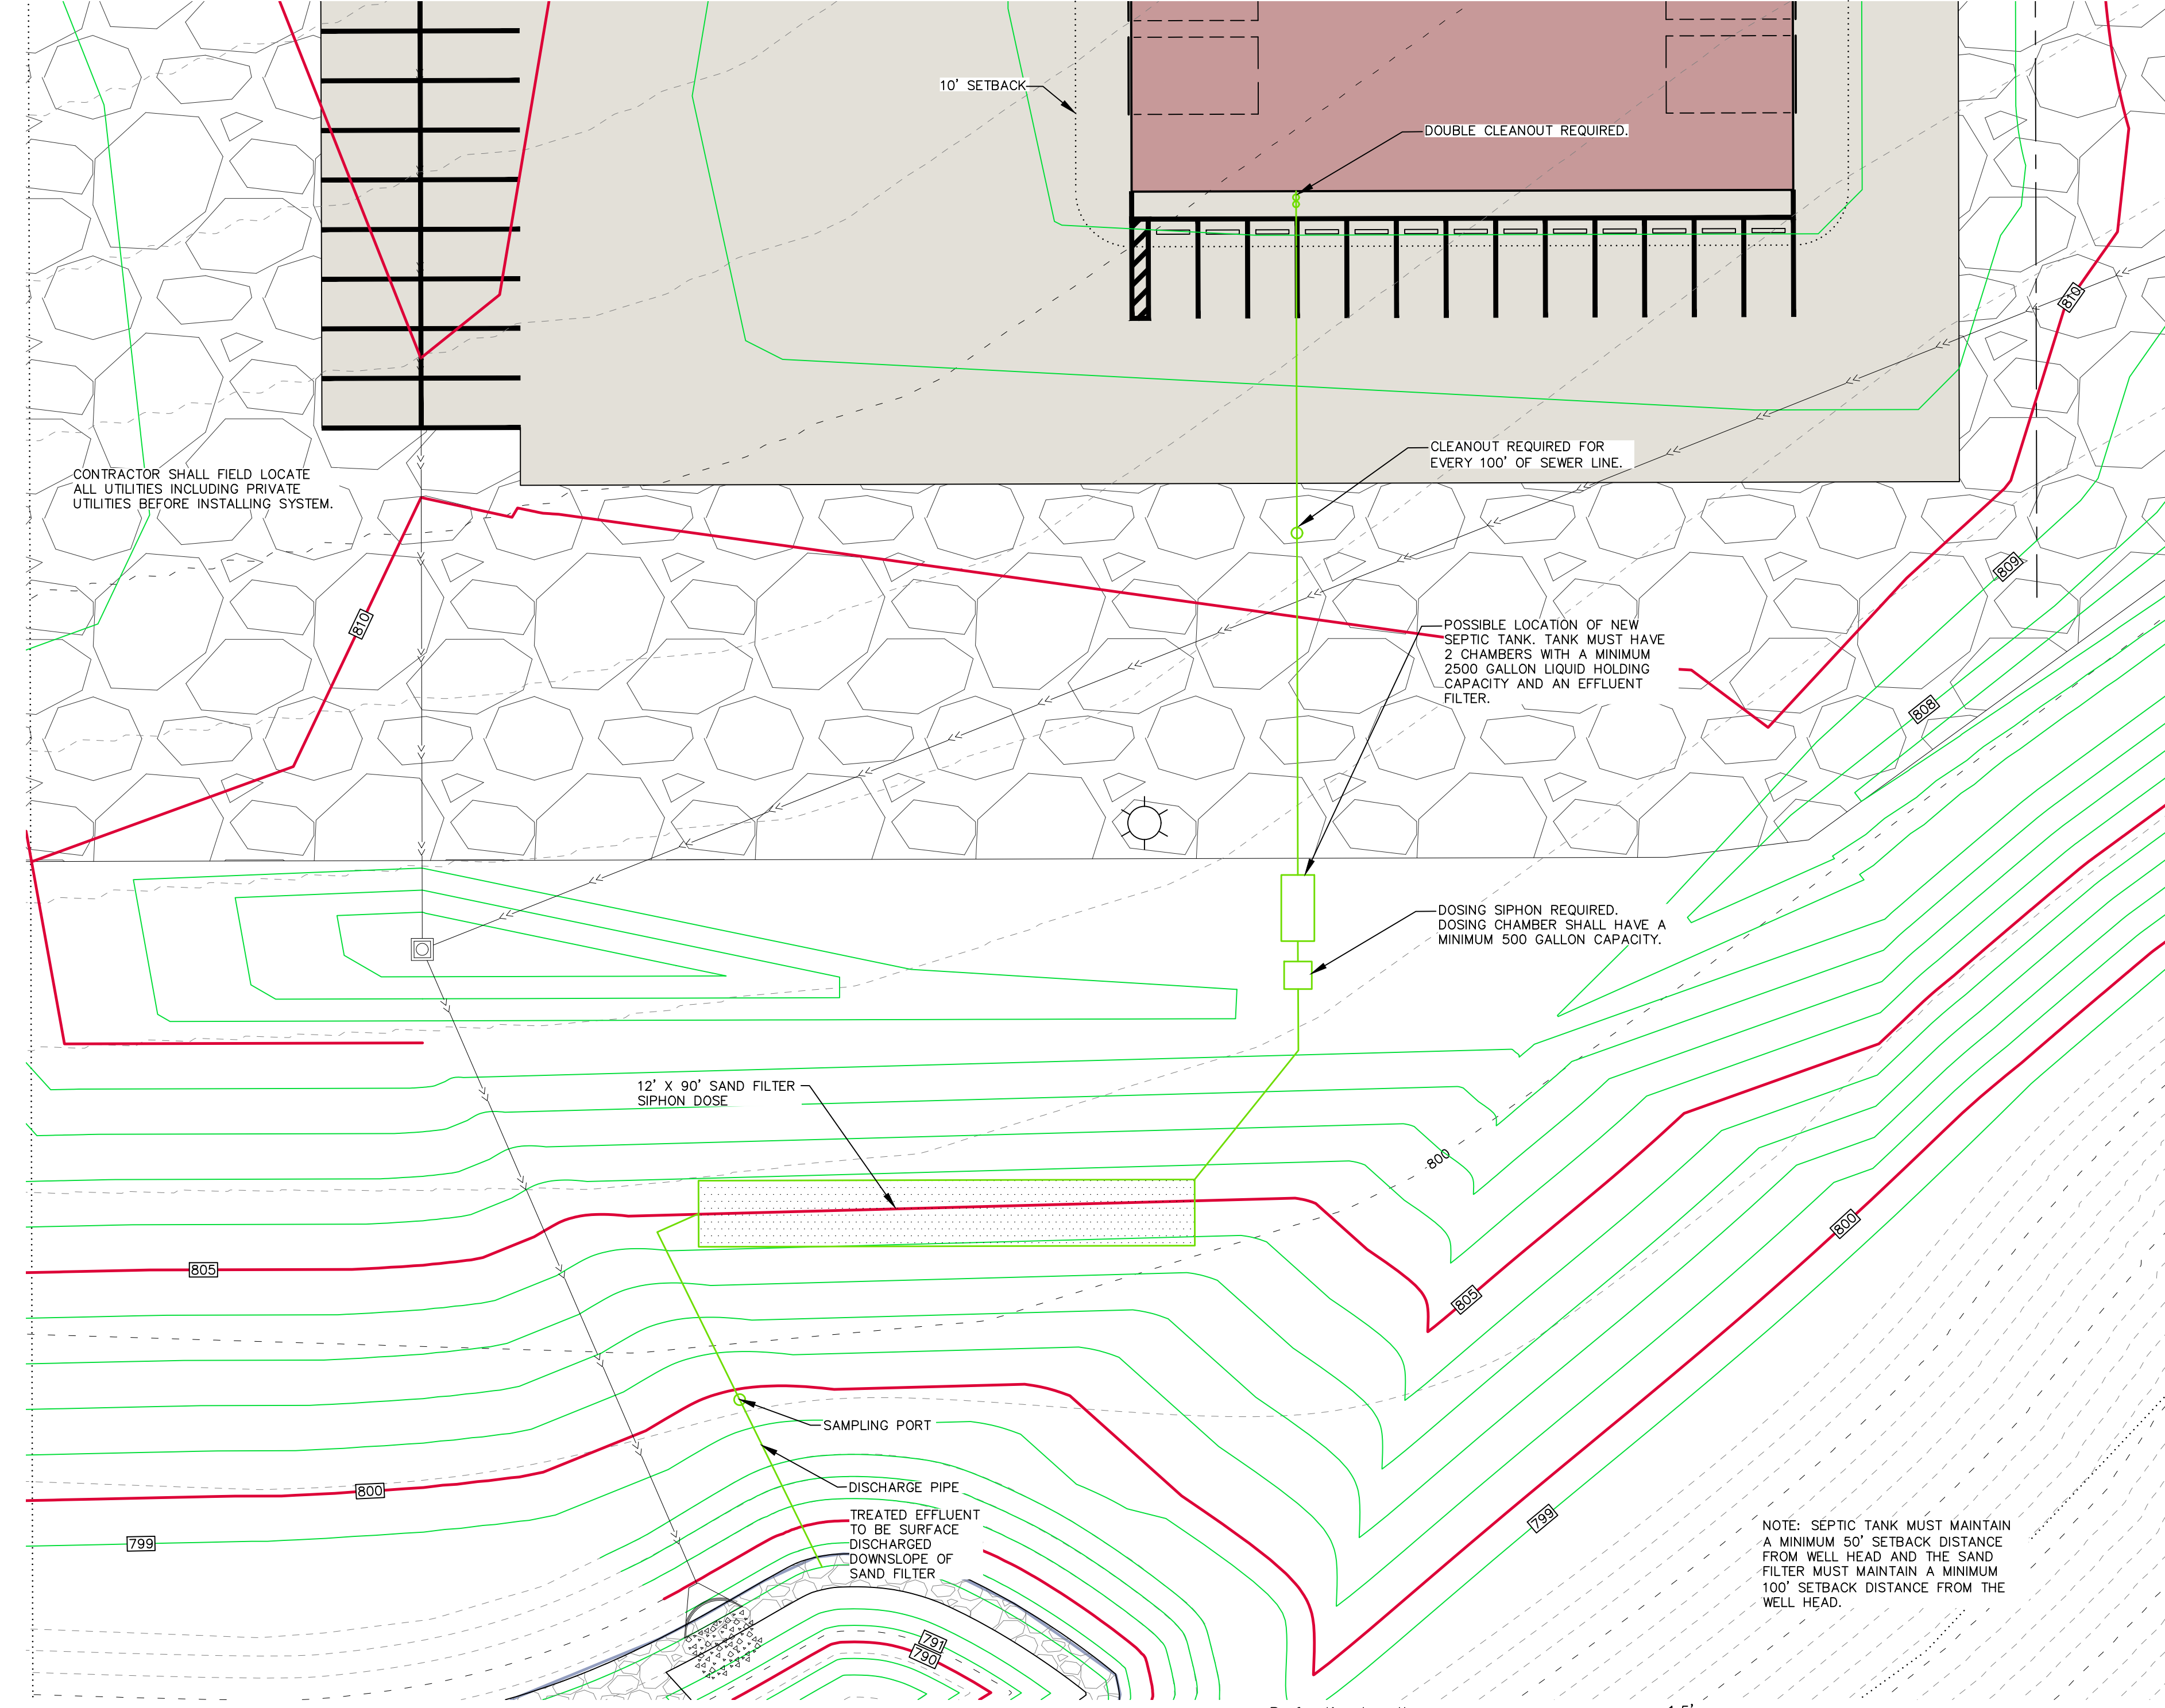 10' SETBACK
DOUBLE CLEANOUT REQUIRED.
810
CONTRACTOR SHALL FIELD LOCATE
ALL UTILITIES INCLUDING PRIVATE
UTILITIES BEFORE INSTALLING SYSTEM.
CLEANOUT REQUIRED FOR
EVERY 100' OF SEWER LINE.
809
810
POSSIBLE LOCATION OF NEW
SEPTIC TANK. TANK MUST HAVE
2 CHAMBERS WITH A MINIMUM
2500 GALLON LIQUID HOLDING
CAPACITY AND AN EFFLUENT
FILTER.
808
DOSING SIPHON REQUIRED.
DOSING CHAMBER SHALL HAVE A
MINIMUM 500 GALLON CAPACITY.
12' X 90' SAND FILTER
SIPHON DOSE
800
800
805
805
SAMPLING PORT
800
DISCHARGE PIPE
799
799
TREATED EFFLUENT
TO BE SURFACE
DISCHARGED
DOWNSLOPE OF
SAND FILTER
NOTE: SEPTIC TANK MUST MAINTAIN
A MINIMUM 50' SETBACK DISTANCE
FROM WELL HEAD AND THE SAND
FILTER MUST MAINTAIN A MINIMUM
100' SETBACK DISTANCE FROM THE
WELL HEAD.
791
790